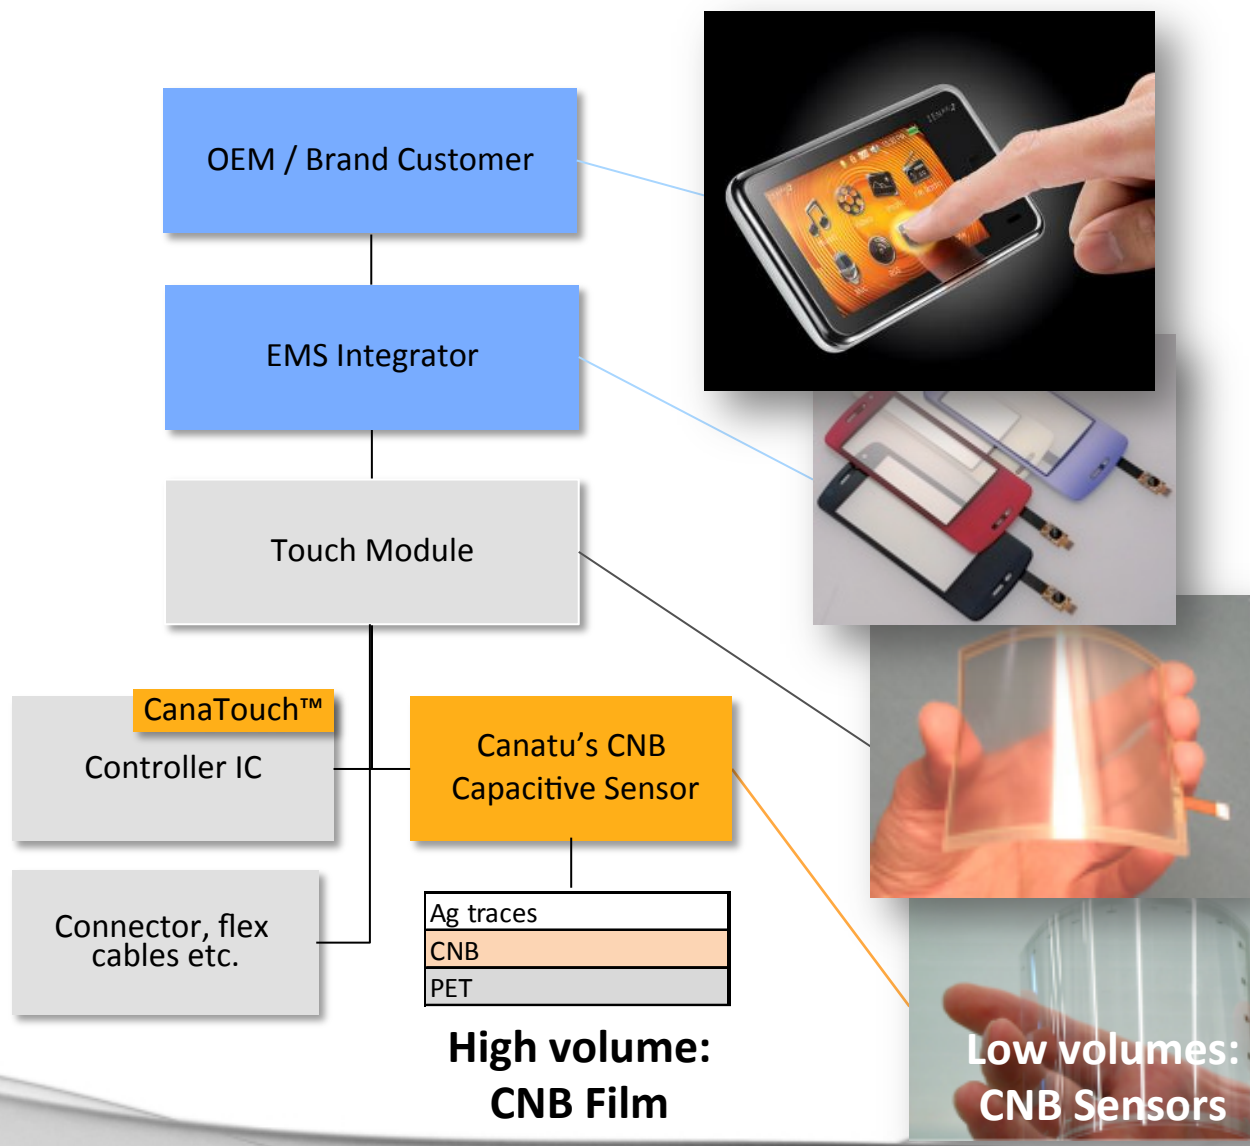 OEM / Brand Customer
EMS Integrator
Touch Module
CanaTouch™
Controller IC
Canatu's CNB
Capacitive Sensor
Connector, flex
cables etc.
Ag traces
CNB
PET
High volume:
CNB Film
Low volumes:
CNB Sensors